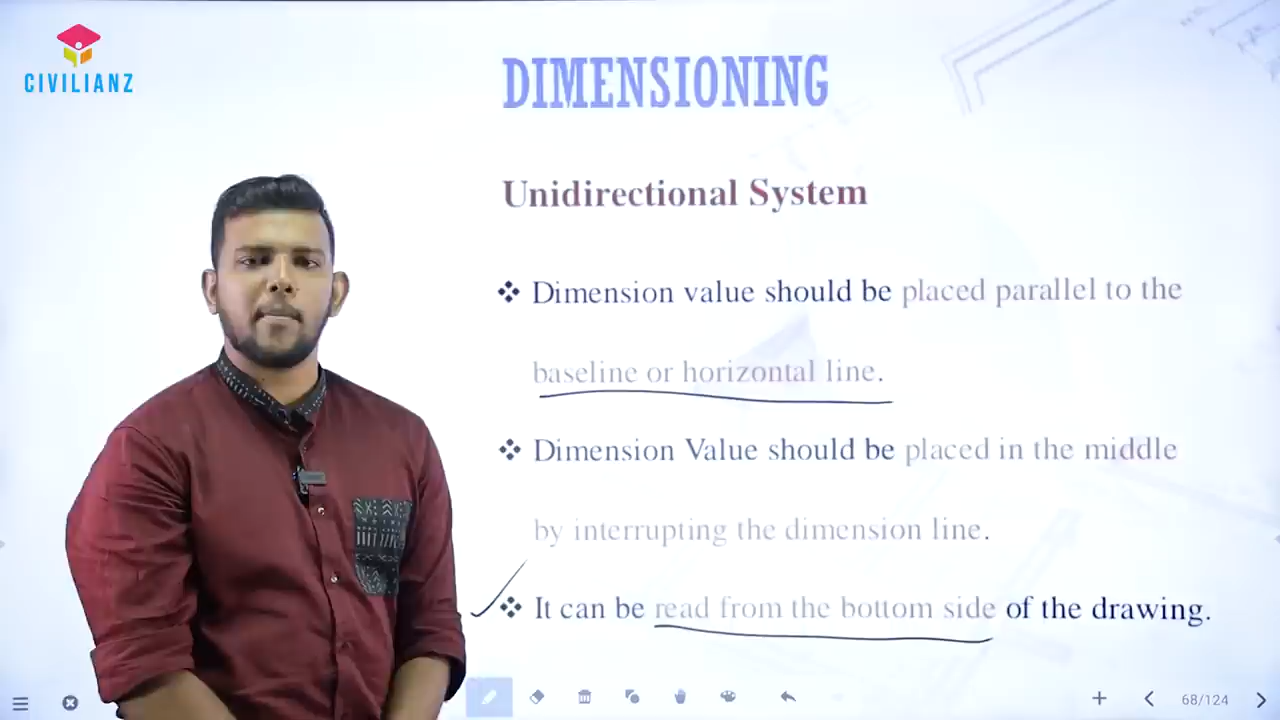 CIVILIANZ
DIMENSIONING
Unidirectional System
❖ Dimension value should be placed parallel to the
baseline or horizontal line.
❖ Dimension Value should be placed in the middle
by interrupting the dimension line.
❖ It can be read from the bottom side of the drawing.
68/124